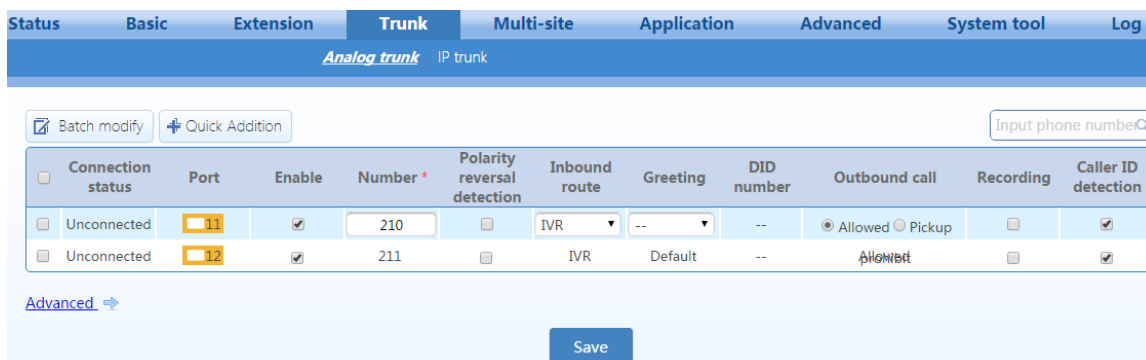 Status Basic Extension Trunk Multi-site Application Advanced System tool Log
Analog trunk IP trunk
Batch modify Quick Addition Input phone number
Connection status Port Enable Number * Polarity reversal detection Inbound route Greeting DID number Outbound call Recording Caller ID detection
Unconnected 11 210 IVR -- -- Allowed Pickup
Unconnected 12 211 IVR Default -- Allowed prohibit
Advanced
Save